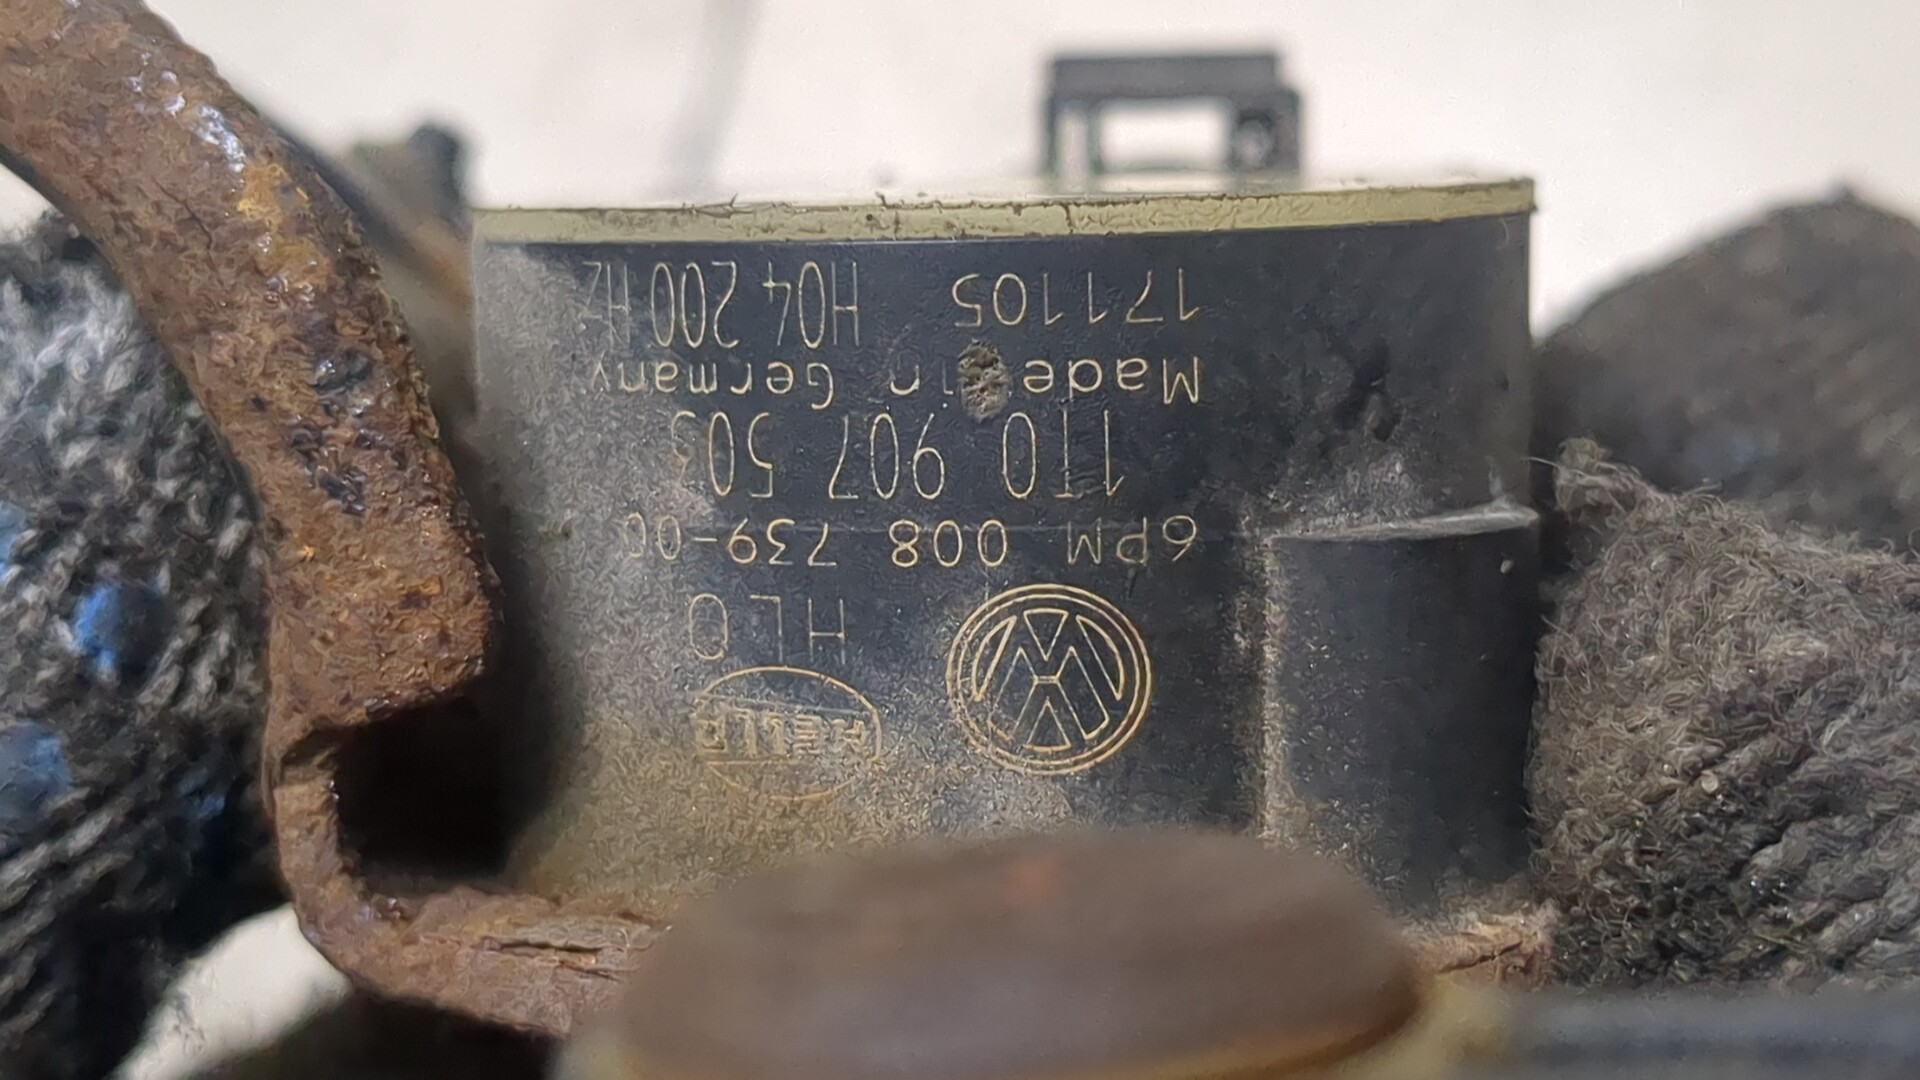 HELLA
HLO
6PM 008 739-00
1T0 907 503
Made in Germany
171105 H04 200 Hz